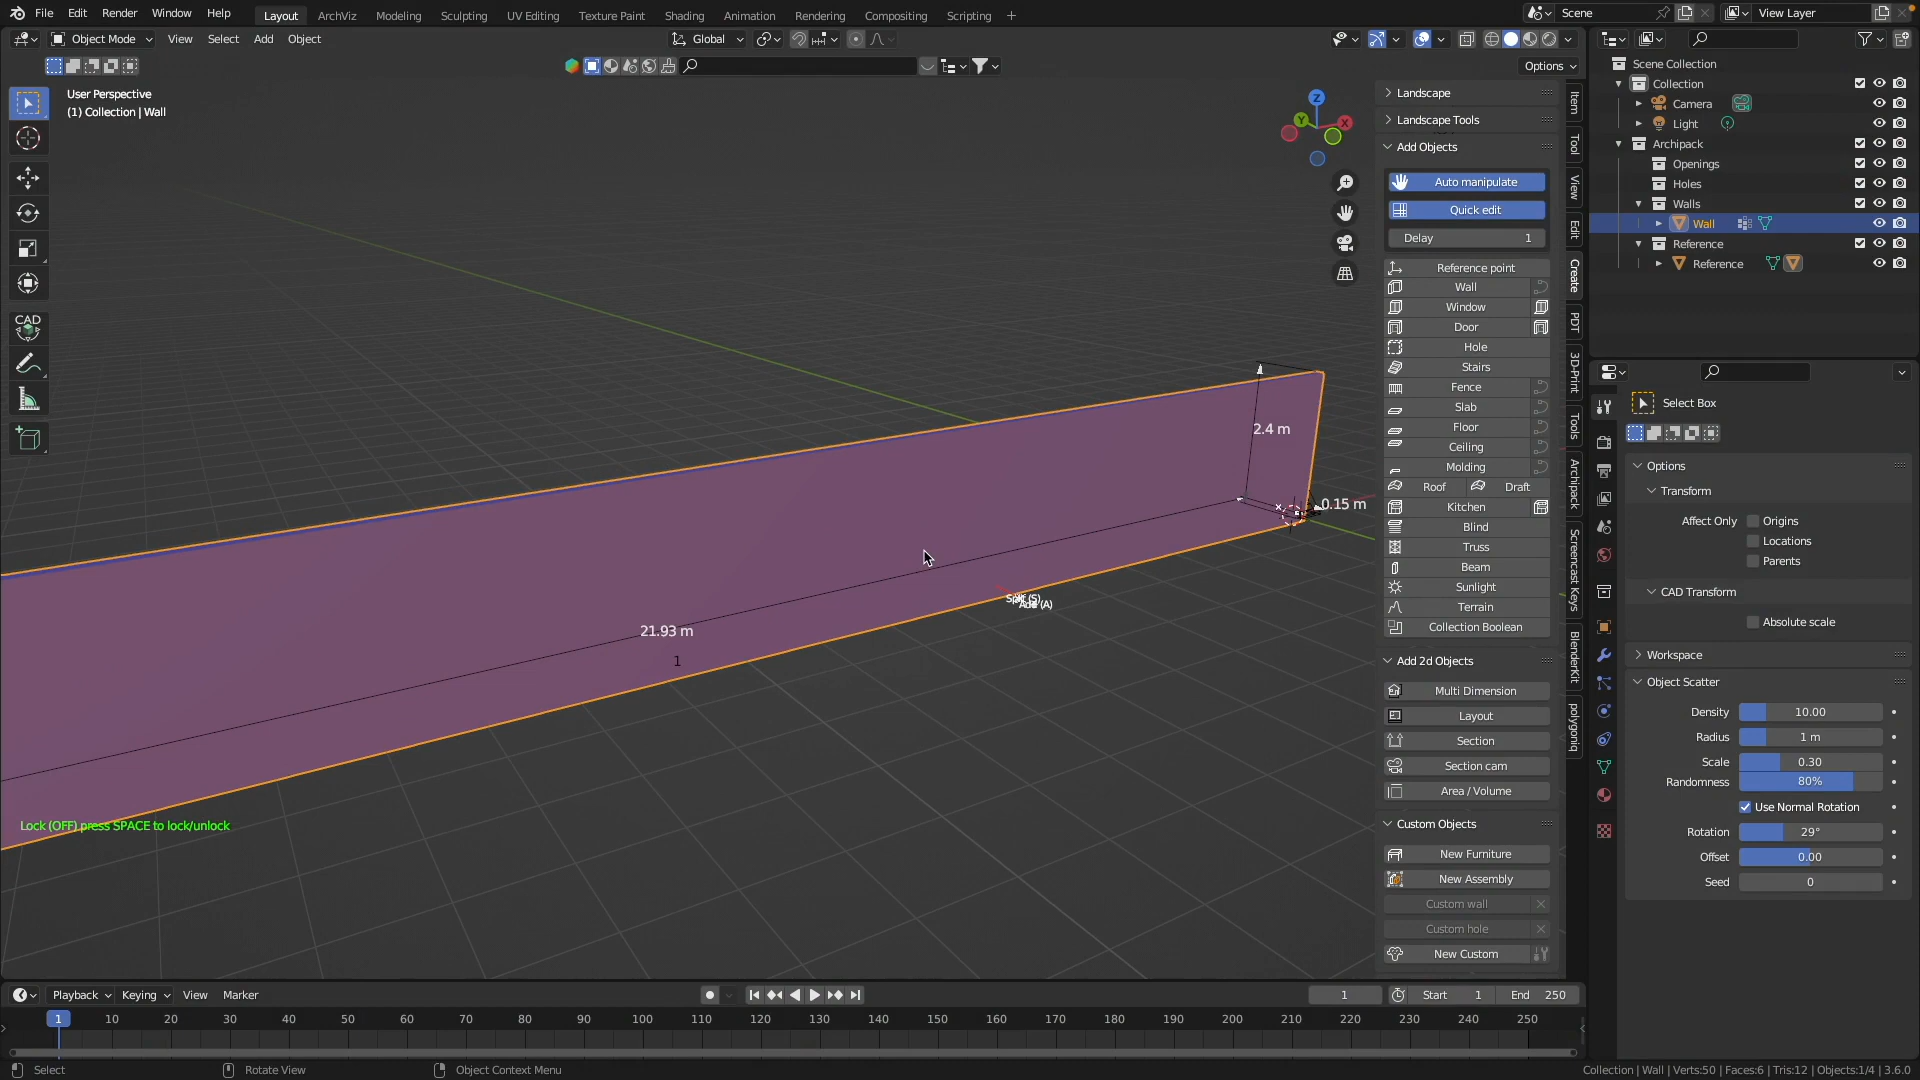 File Edit Render Window Help Layout ArchViz Modeling Sculpting UV Editing Texture Paint Shading Animation Rendering Compositing Scripting Scene View Layer
Object Mode View Select Add Object Global
Options
User Perspective
(1) Collection | Wall
Z
Y
X
CAD
2.4 m
0.15 m
Split (S)
Add (A)
21.93 m
1
Lock (OFF) press SPACE to lock/unlock
Landscape
Landscape Tools
Add Objects
Auto manipulate
Quick edit
Delay 1
Reference point
Wall
Window
Door
Hole
Stairs
Fence
Slab
Floor
Ceiling
Molding
Roof Draft
Kitchen
Blind
Truss
Beam
Sunlight
Terrain
Collection Boolean
Add 2d Objects
Multi Dimension
Layout
Section
Section cam
Area / Volume
Custom Objects
New Furniture
New Assembly
Custom wall
Custom hole
New Custom
Item
Tool
View
Edit
Create
PDT
3D-Print
Tools
Archipack
Screencast Keys
BlenderKit
polygoniq
Scene Collection
Collection
Camera
Light
Archipack
Openings
Holes
Walls
Wall
Reference
Reference
Select Box
Options
Transform
Affect Only Origins
Locations
Parents
CAD Transform
Absolute scale
Workspace
Object Scatter
Density 10.00
Radius 1 m
Scale 0.30
Randomness 80%
Use Normal Rotation
Rotation 29°
Offset 0.00
Seed 0
Playback Keying View Marker 1 Start 1 End 250
1 10 20 30 40 50 60 70 80 90 100 110 120 130 140 150 160 170 180 190 200 210 220 230 240 250
Select Rotate View Object Context Menu Collection | Wall | Verts:50 | Faces:6 | Tris:12 | Objects:1/4 | 3.6.0